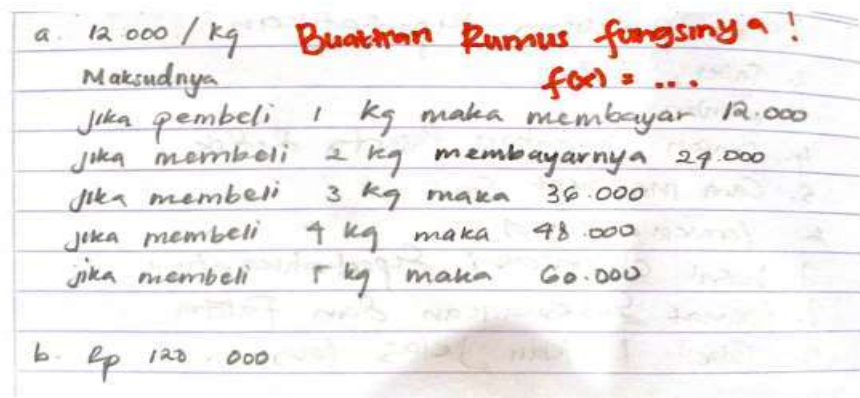 a. 12.000 / kg Buatkan Rumus fungsinya !
Maksudnya f(x) = ...
jika pembeli 1 kg maka membayar 12.000
jika membeli 2 kg membayarnya 24.000
jika membeli 3 kg maka 36.000
jika membeli 4 kg maka 48.000
jika membeli 5 kg maka 60.000
b. Rp 120 000